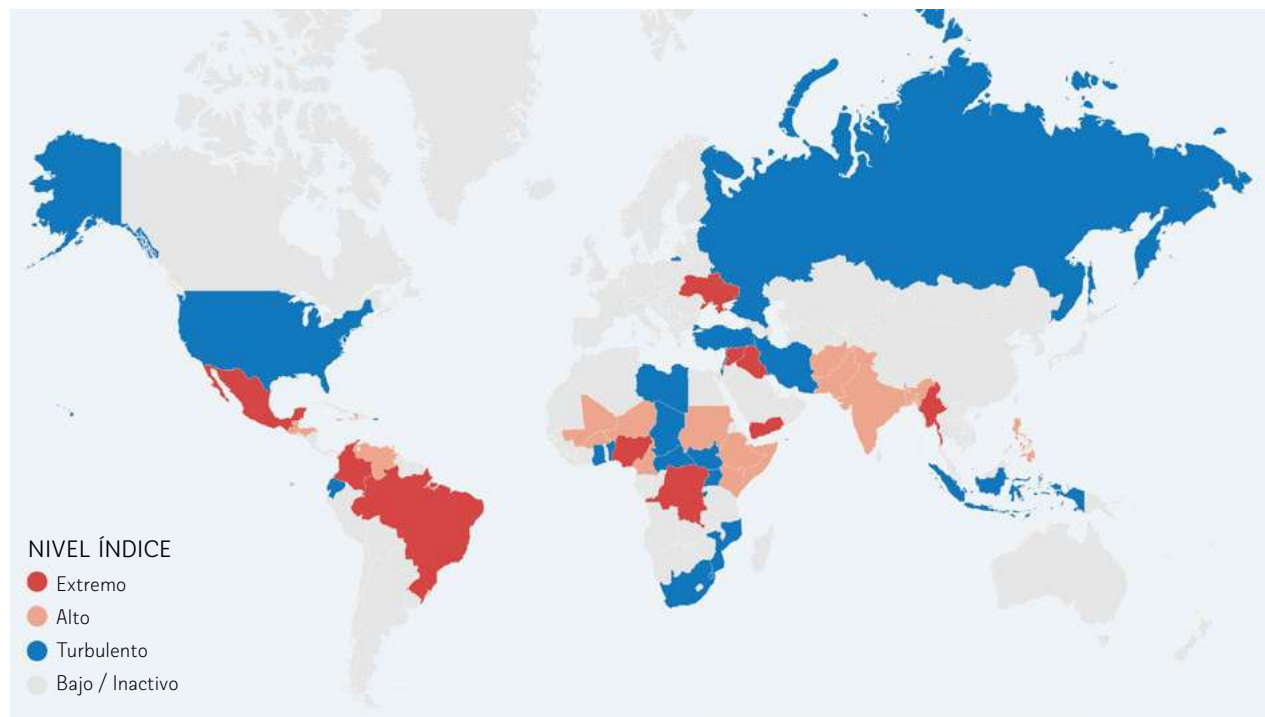 NIVEL ÍNDICE
Extremo
Alto
Turbulento
Bajo / Inactivo